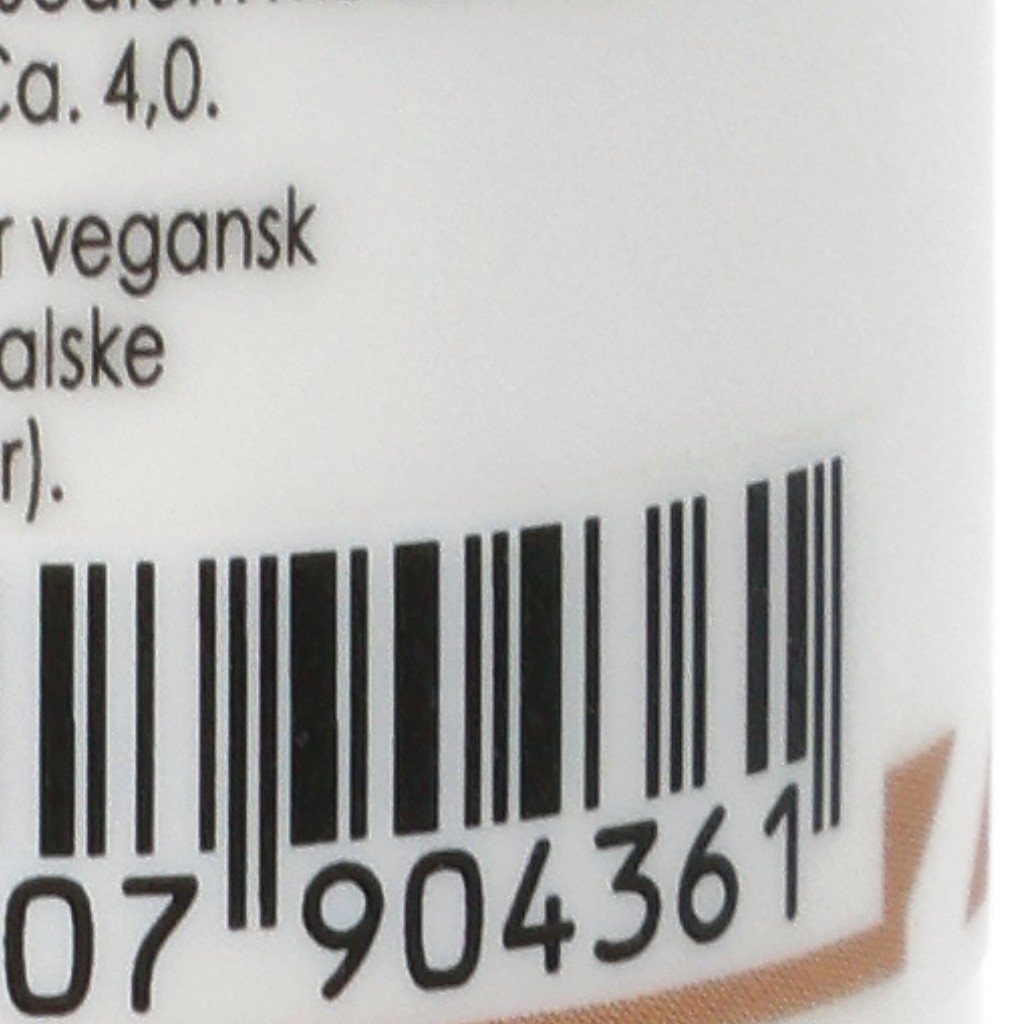 Ca. 4,0.
r vegansk
alske
r).
07 904361